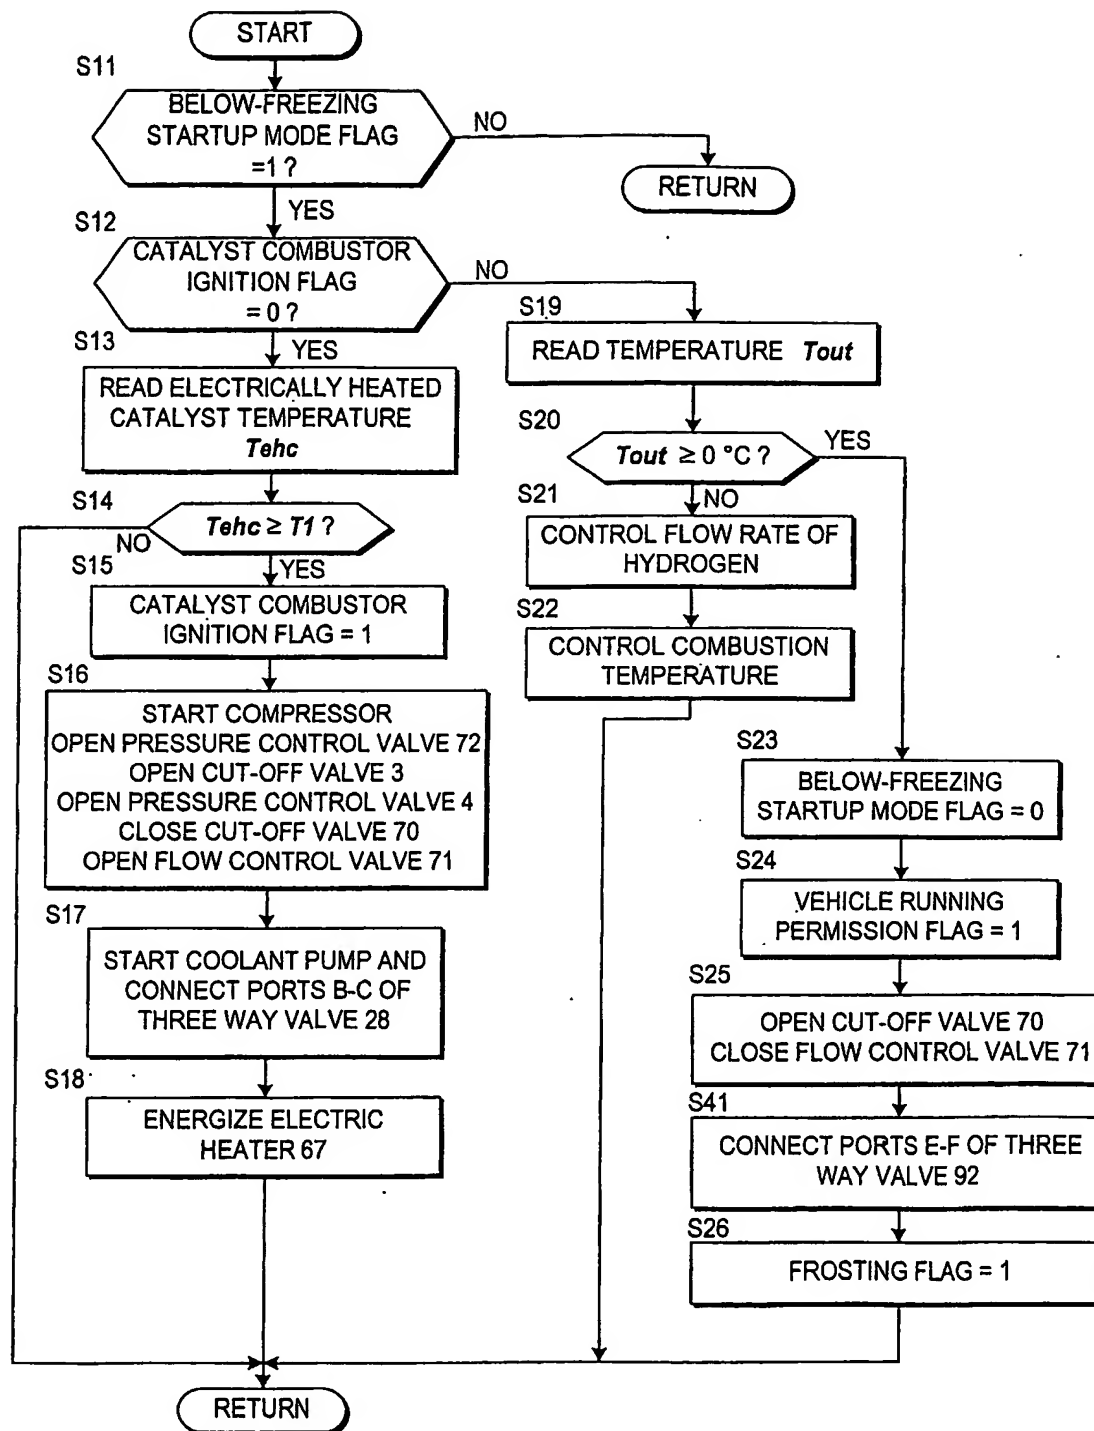 START
S11
BELOW-FREEZING
STARTUP MODE FLAG
=1 ?
NO
RETURN
YES
S12
CATALYST COMBUSTOR
IGNITION FLAG
= 0 ?
NO
YES
S13
READ ELECTRICALLY HEATED
CATALYST TEMPERATURE
Tehc
S14
Tehc ≥ T1 ?
NO
YES
S15
CATALYST COMBUSTOR
IGNITION FLAG = 1
S16
START COMPRESSOR
OPEN PRESSURE CONTROL VALVE 72
OPEN CUT-OFF VALVE 3
OPEN PRESSURE CONTROL VALVE 4
CLOSE CUT-OFF VALVE 70
OPEN FLOW CONTROL VALVE 71
S17
START COOLANT PUMP AND
CONNECT PORTS B-C OF
THREE WAY VALVE 28
S18
ENERGIZE ELECTRIC
HEATER 67
S19
READ TEMPERATURE Tout
S20
Tout ≥ 0 °C ?
YES
NO
S21
CONTROL FLOW RATE OF
HYDROGEN
S22
CONTROL COMBUSTION
TEMPERATURE
S23
BELOW-FREEZING
STARTUP MODE FLAG = 0
S24
VEHICLE RUNNING
PERMISSION FLAG = 1
S25
OPEN CUT-OFF VALVE 70
CLOSE FLOW CONTROL VALVE 71
S41
CONNECT PORTS E-F OF THREE
WAY VALVE 92
S26
FROSTING FLAG = 1
RETURN